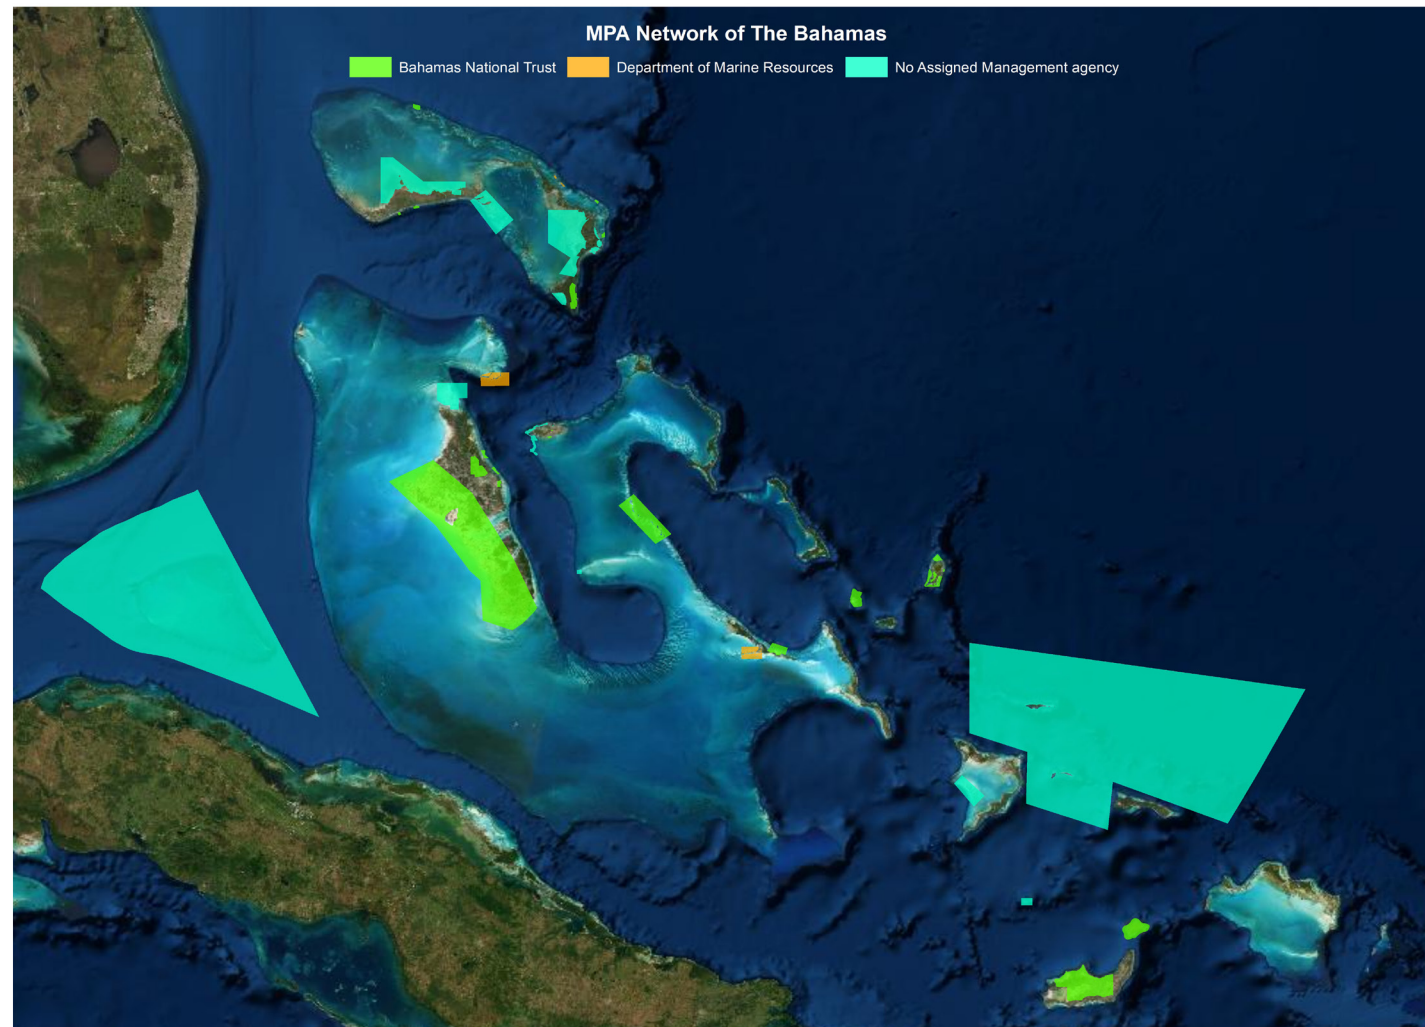 MPA Network of The Bahamas
Bahamas National Trust Department of Marine Resources No Assigned Management agency